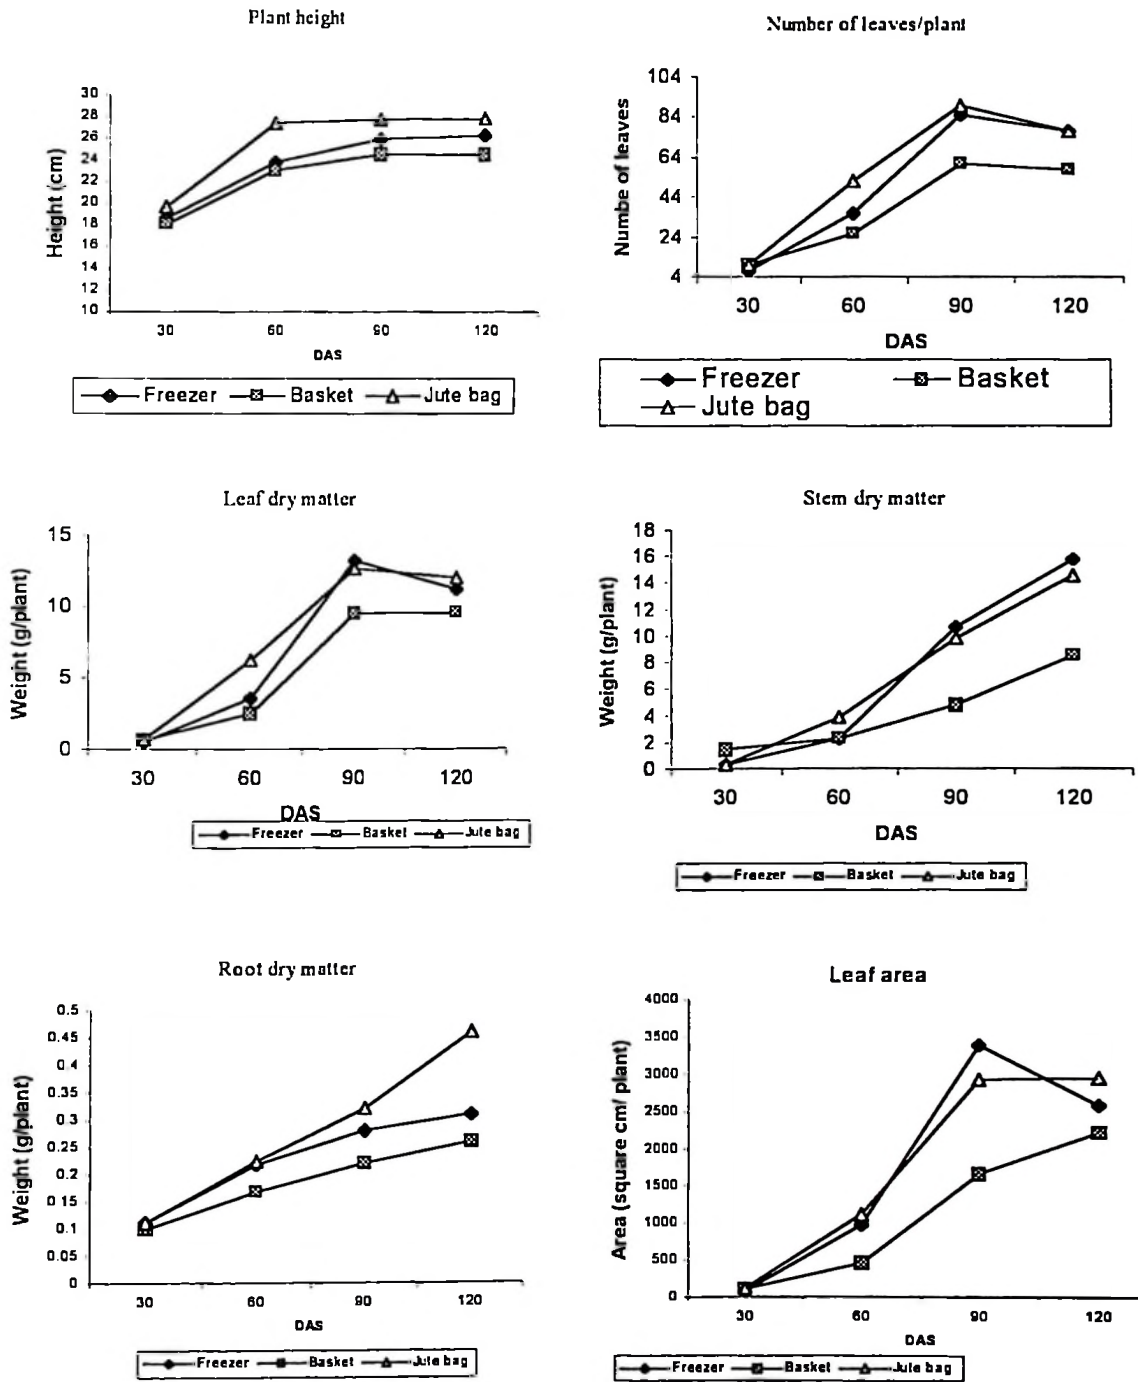 Plant height
30
28
26
24
22
20
18
16
14
12
10
Height (cm)
30 60 90 120
DAS
Freezer Basket Jute bag
Number of leaves/plant
104
84
64
44
24
4
Numbe of leaves
30 60 90 120
DAS
Freezer Basket
Jute bag
Leaf dry matter
15
10
5
0
Weight (g/plant)
30 60 90 120
DAS
Freezer Basket Jute bag
Stem dry matter
18
16
14
12
10
8
6
4
2
0
Weight (g/plant)
30 60 90 120
DAS
Freezer Basket Jute bag
Root dry matter
0.5
0.45
0.4
0.35
0.3
0.25
0.2
0.15
0.1
0.05
0
Weight (g/plant)
30 60 90 120
DAS
Freezer Basket Jute bag
Leaf area
4000
3500
3000
2500
2000
1500
1000
500
0
Area (square cm/ plant)
30 60 90 120
DAS
Freezer Basket Jute bag